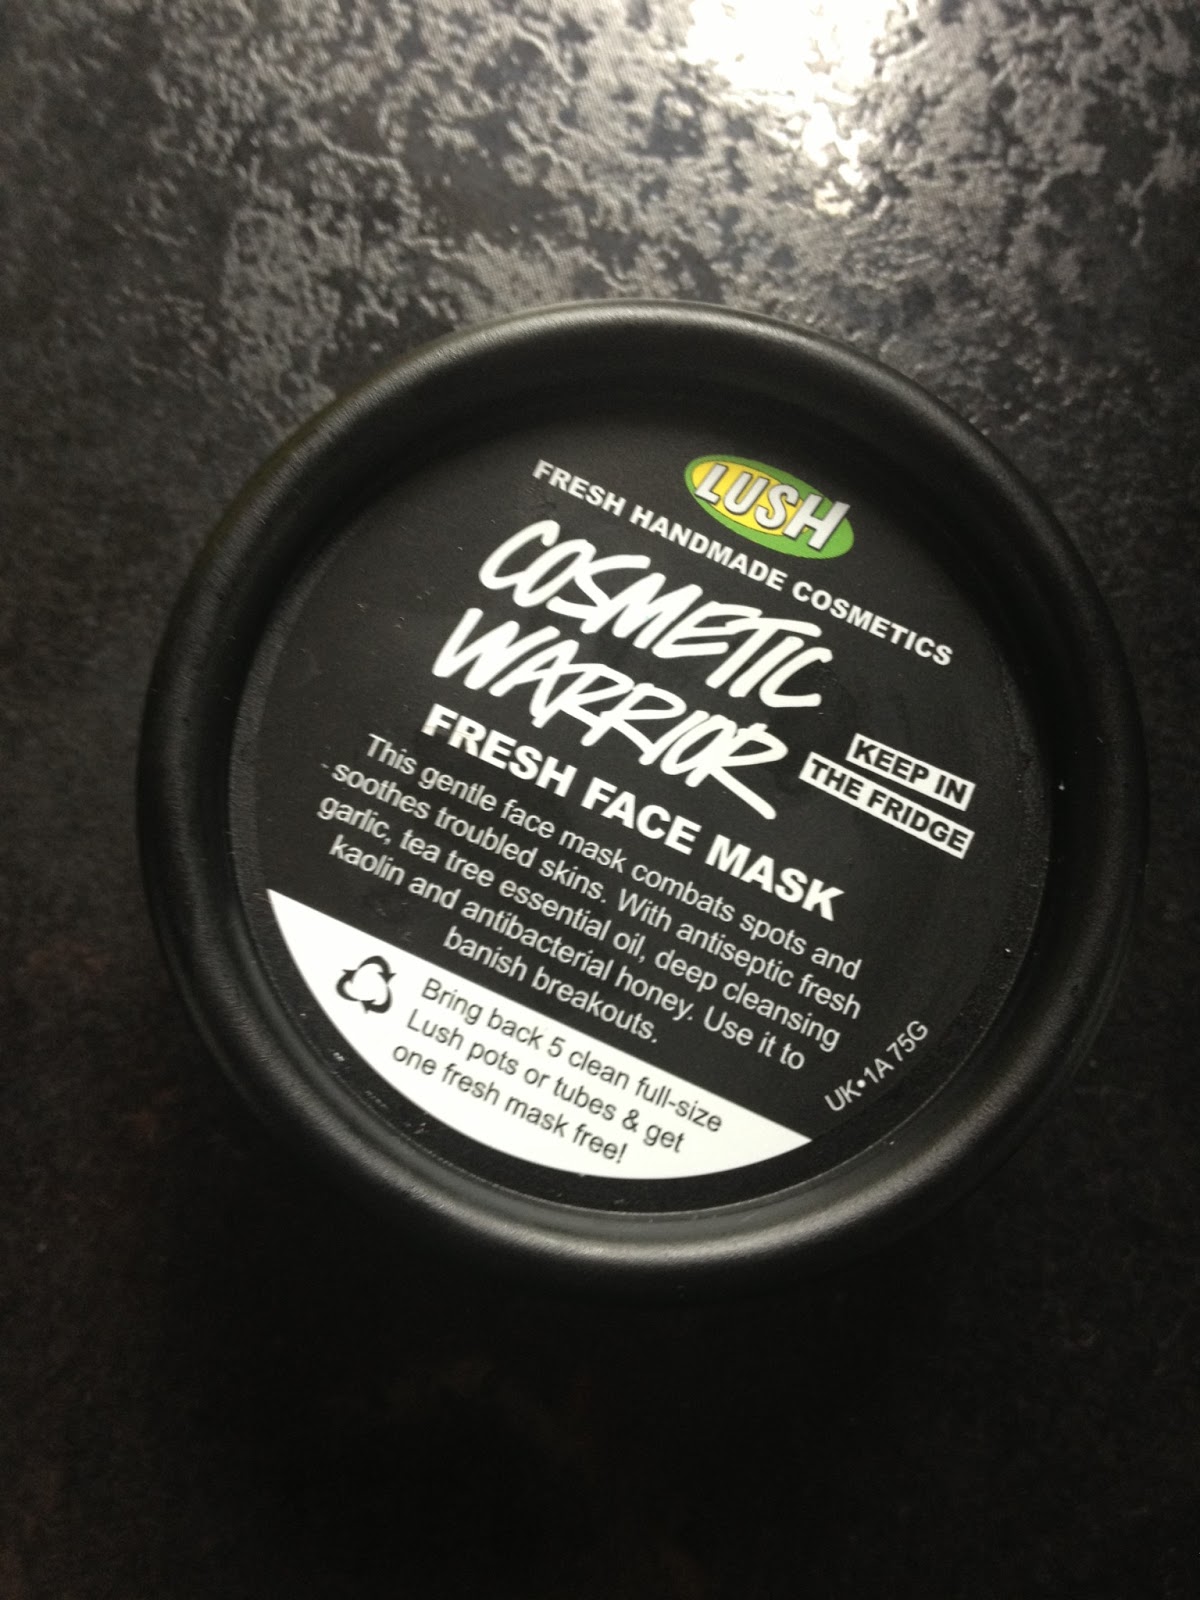 LUSH
FRESH HANDMADE COSMETICS
COSMETIC
WARRIOR
FRESH FACE MASK
KEEP IN
THE FRIDGE
This gentle face mask combats spots and
soothes troubled skins. With antiseptic fresh
garlic, tea tree essential oil, deep cleansing
kaolin and antibacterial honey. Use it to
banish breakouts.
UK•1A 75G
Bring back 5 clean full-size
Lush pots or tubes & get
one fresh mask free!